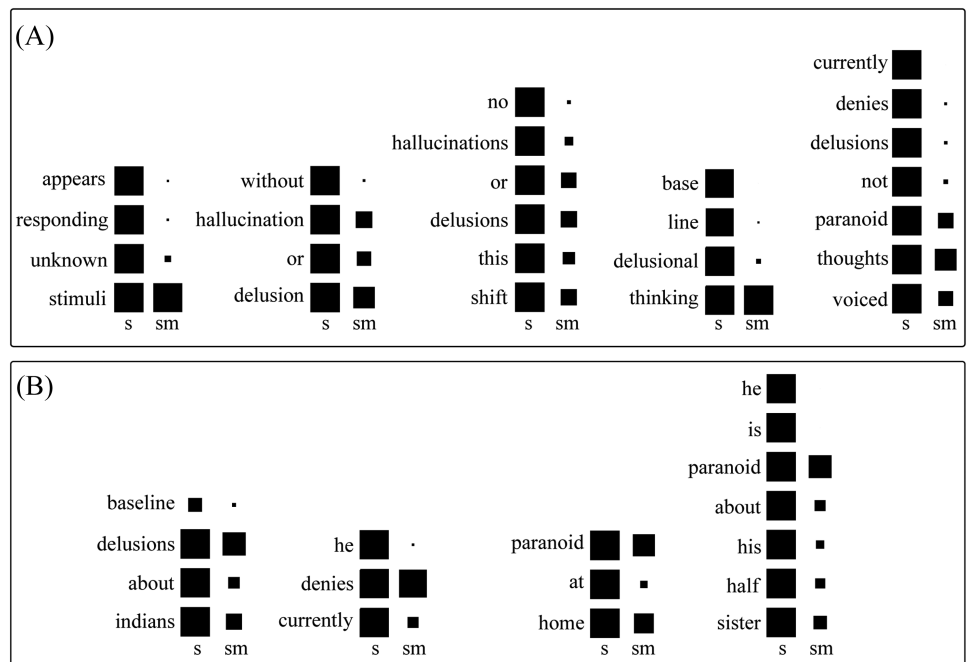 (A)
appears
responding
unknown
stimuli
s sm
without
hallucination
or
delusion
s sm
no
hallucinations
or
delusions
this
shift
s sm
base
line
delusional
thinking
s sm
currently
denies
delusions
not
paranoid
thoughts
voiced
s sm
(B)
baseline
delusions
about
indians
s sm
he
denies
currently
s sm
paranoid
at
home
s sm
he
is
paranoid
about
his
half
sister
s sm